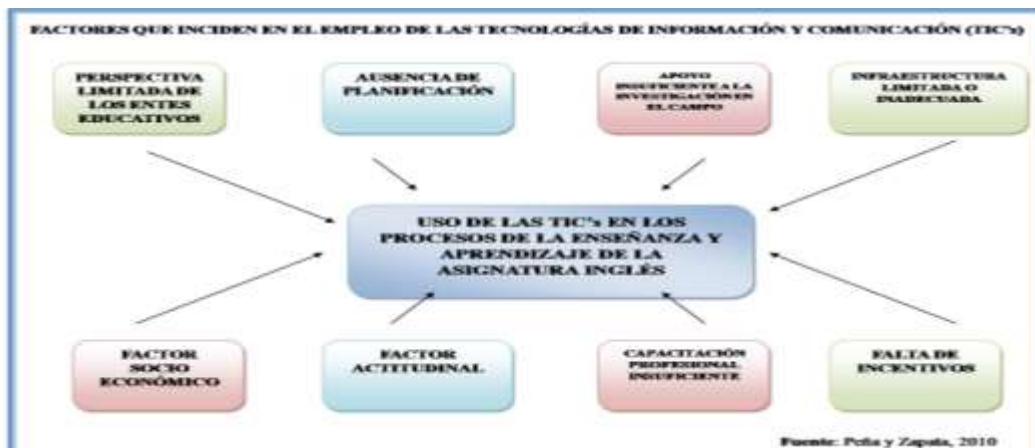 FACTORES QUE INCIDEN EN EL EMPLEO DE LAS TECNOLOGÍAS DE INFORMACIÓN Y COMUNICACIÓN (TIC's)
PERSPECTIVA
LIMITADA DE
LOS ENTES
EDUCATIVOS
AUSENCIA DE
PLANIFICACIÓN
APOYO
INSUFICIENTE A LA
INVESTIGACIÓN EN
EL CAMPO
INFRAESTRUCTURA
LIMITADA O
INADECUADA
USO DE LAS TIC's EN LOS
PROCESOS DE LA ENSEÑANZA Y
APRENDIZAJE DE LA
ASIGNATURA INGLÉS
FACTOR
SOCIO
ECONÓMICO
FACTOR
ACTITUDINAL
CAPACITACIÓN
PROFESIONAL
INSUFICIENTE
FALTA DE
INCENTIVOS
Fuente: Peña y Zapata, 2010